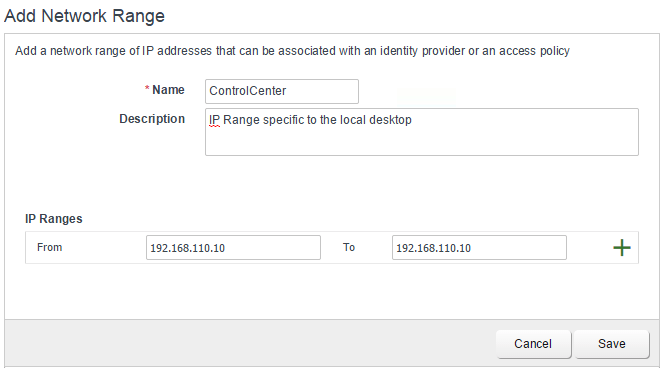 Add Network Range
Add a network range of IP addresses that can be associated with an identity provider or an access policy
* Name ControlCenter
Description IP Range specific to the local desktop
IP Ranges
From 192.168.110.10 To 192.168.110.10
Cancel Save